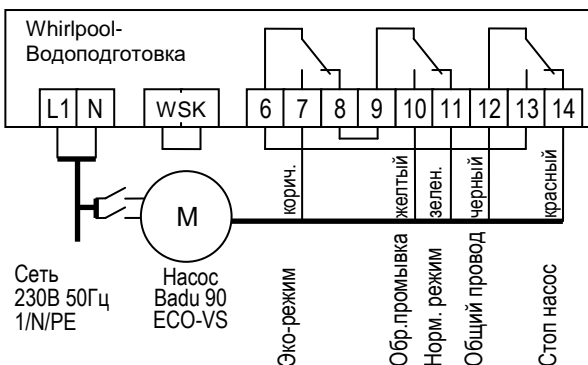 Whirlpool-
Водоподготовка
L1 N WSK 6 7 8 9 10 11 12 13 14
корич.
желтый
зелен.
черный
красный
M
Сеть
230В 50Гц
1/N/PE
Насос
Badu 90
ECO-VS
Эко-режим
Обр.промывка
Норм. режим
Общий провод
Стоп насос